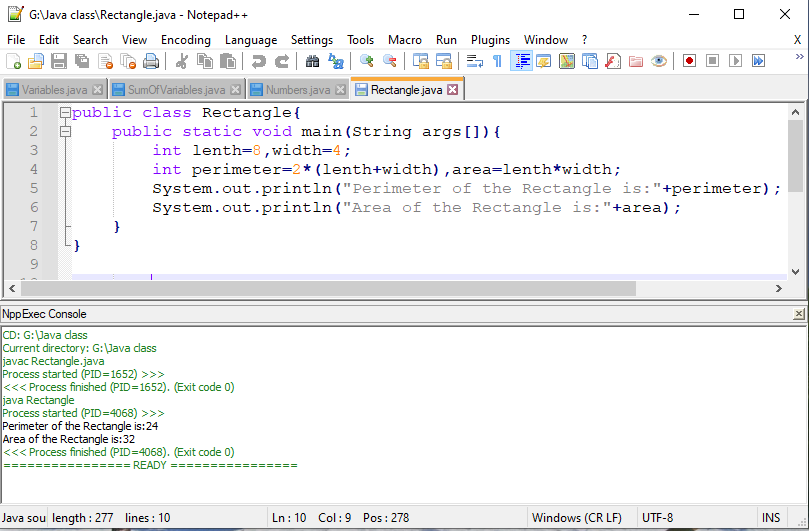 G:\Java class\Rectangle.java - Notepad++
File Edit Search View Encoding Language Settings Tools Macro Run Plugins Window ?
Variables.java SumOfVariables.java Numbers.java Rectangle.java
1 public class Rectangle{
2 public static void main(String args[]){
3 int lenth=8,width=4;
4 int perimeter=2*(lenth+width),area=lenth*width;
5 System.out.println("Perimeter of the Rectangle is:"+perimeter);
6 System.out.println("Area of the Rectangle is:"+area);
7 }
8 }
9
NppExec Console
CD: G:\Java class
Current directory: G:\Java class
javac Rectangle.java
Process started (PID=1652) >>>
<<< Process finished (PID=1652). (Exit code 0)
java Rectangle
Process started (PID=4068) >>>
Perimeter of the Rectangle is:24
Area of the Rectangle is:32
<<< Process finished (PID=4068). (Exit code 0)
================ READY ================
Java sou length : 277 lines : 10 Ln : 10 Col : 9 Pos : 278 Windows (CR LF) UTF-8 INS